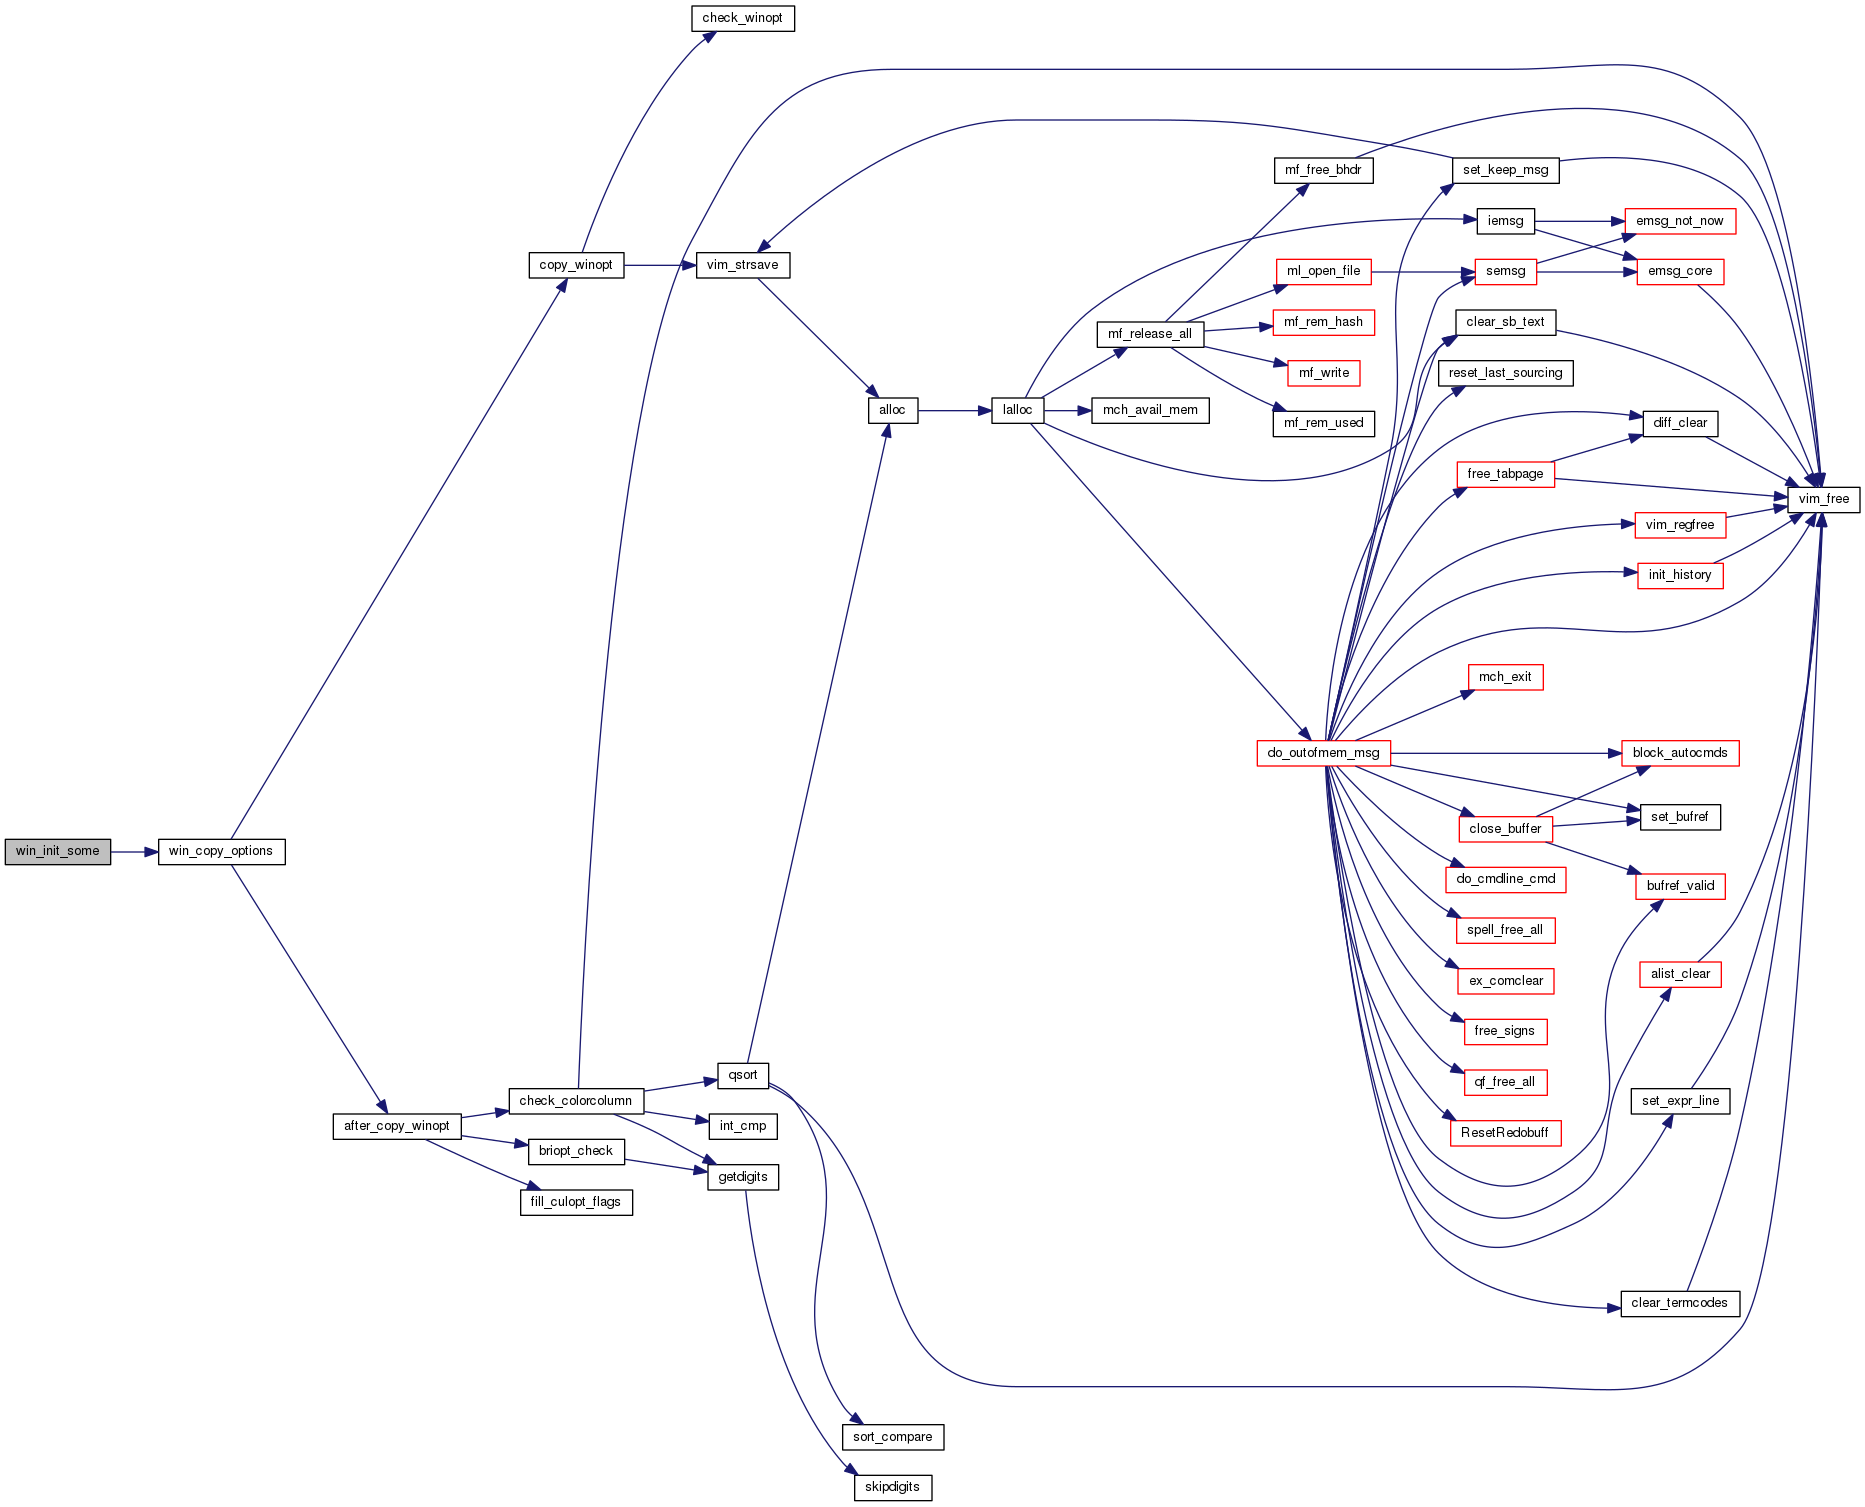 check_winopt
mf_free_bhdr
set_keep_msg
iemsg
emsg_not_now
copy_winopt
vim_strsave
ml_open_file
semsg
emsg_core
mf_release_all
mf_rem_hash
clear_sb_text
mf_write
reset_last_sourcing
alloc
lalloc
mch_avail_mem
mf_rem_used
diff_clear
free_tabpage
vim_free
vim_regfree
init_history
mch_exit
do_outofmem_msg
block_autocmds
set_bufref
close_buffer
win_init_some
win_copy_options
do_cmdline_cmd
bufref_valid
spell_free_all
ex_comclear
alist_clear
free_signs
qsort
qf_free_all
check_colorcolumn
set_expr_line
after_copy_winopt
int_cmp
ResetRedobuff
briopt_check
getdigits
fill_culopt_flags
clear_termcodes
sort_compare
skipdigits